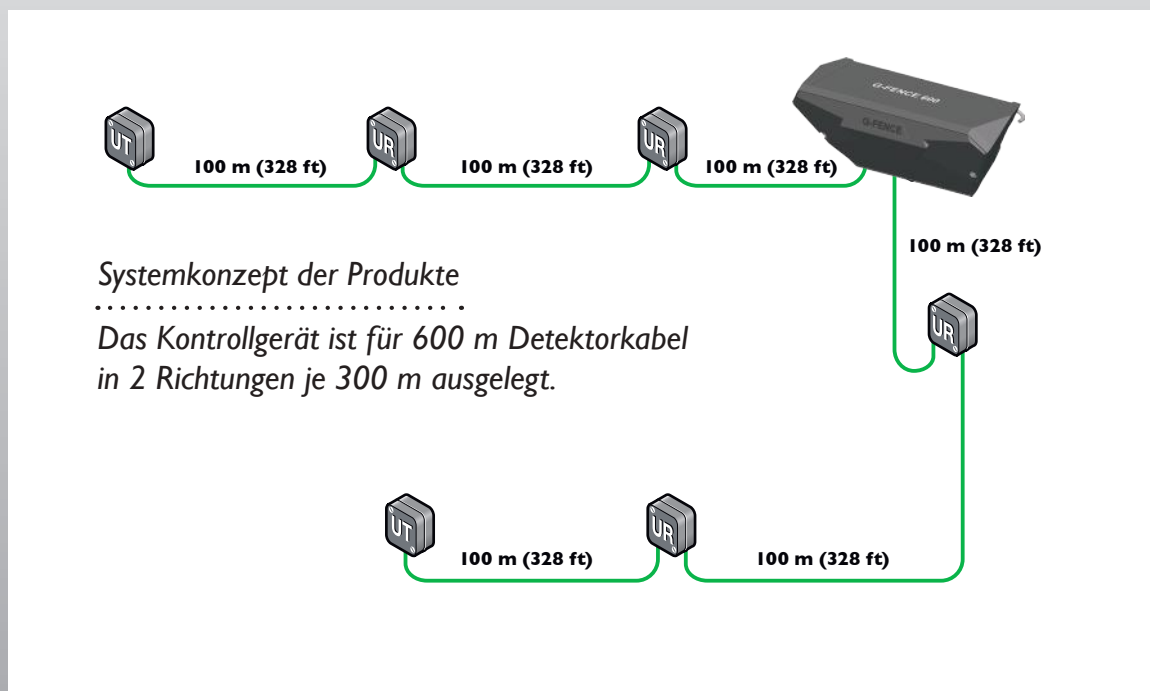 G-FENCE 600
G-FENCE
UT
UR
UR
100 m (328 ft)
100 m (328 ft)
100 m (328 ft)
100 m (328 ft)
Systemkonzept der Produkte
UR
Das Kontrollgerät ist für 600 m Detektorkabel
in 2 Richtungen je 300 m ausgelegt.
UT
UR
100 m (328 ft)
100 m (328 ft)